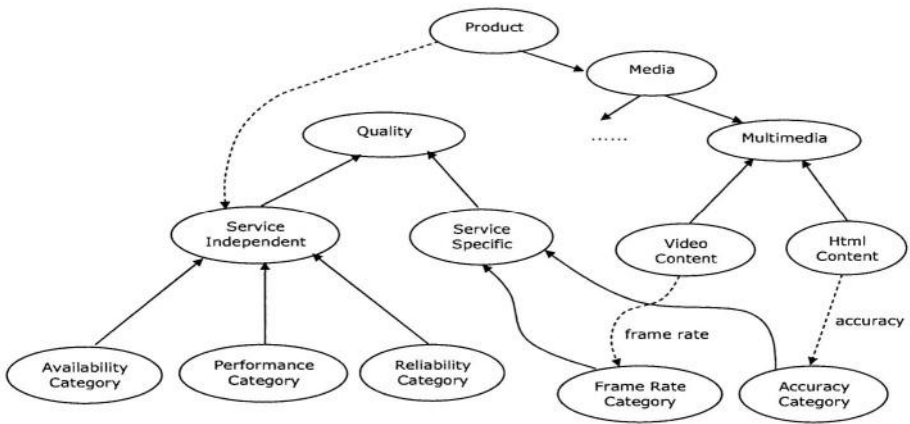 Product
Media
......
Quality
Multimedia
Service
Independent
Service
Specific
Video
Content
Html
Content
frame rate
accuracy
Availability
Category
Performance
Category
Reliability
Category
Frame Rate
Category
Accuracy
Category